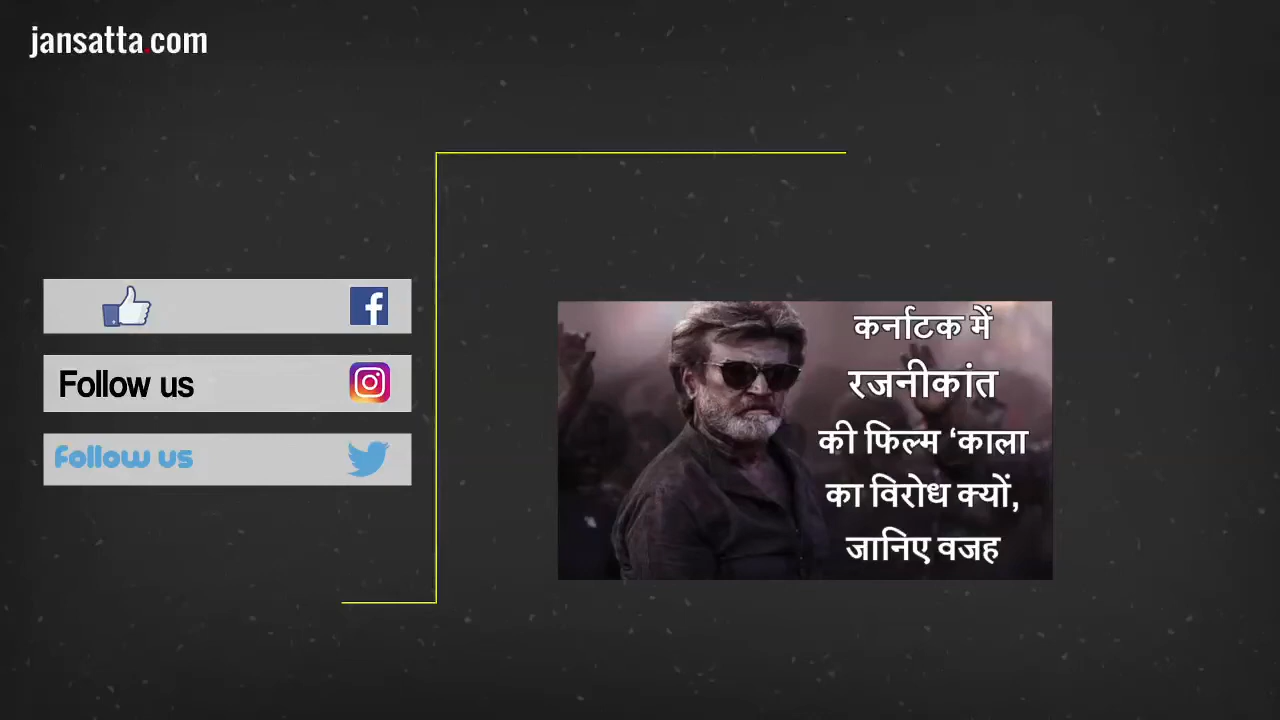 jansatta.com
Follow us
Follow us
कर्नाटक में
रजनीकांत
की फिल्म ‘काला
का विरोध क्यों,
जानिए वजह